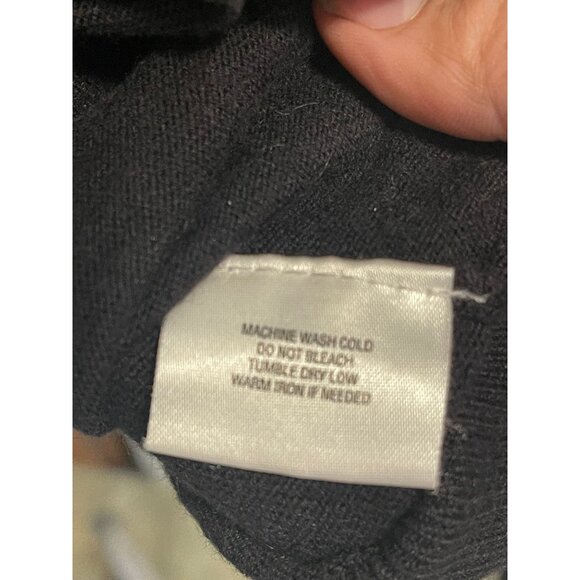 MACHINE WASH COLD
DO NOT BLEACH
TUMBLE DRY LOW
WARM IRON IF NEEDED